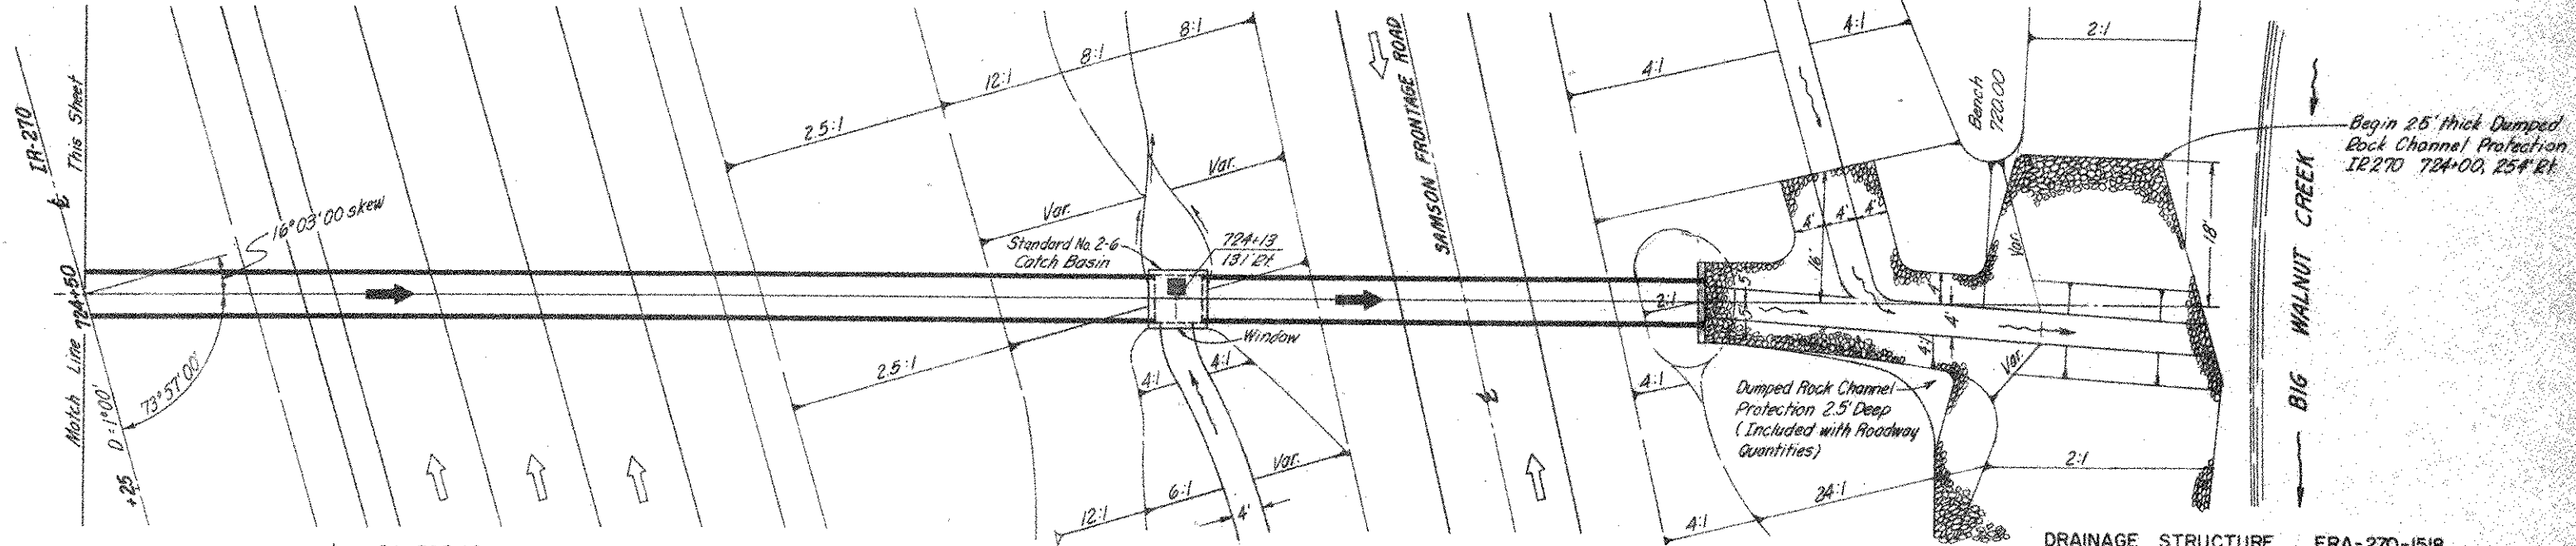 IR-270
℄
Match Line 724+50 This Sheet
+25
D=1°00'
73°57'00"
16°03'00" skew
2.5:1
12:1
8:1
8:1
Var.
Var.
Standard No. 2-6
Catch Basin
724+13
131' Rt.
Window
2.5:1
4:1
4:1
12:1
6:1
Var.
4'
SAMSON FRONTAGE ROAD
℄
4:1
4:1
2:1
Bench
720.00
Begin 2.5' thick Dumped
Rock Channel Protection
IR270 724+00, 254' Rt.
BIG WALNUT CREEK
4'
4'
4'
16'
2:1
5'
5'
4'
4:1
Var.
Var.
18'
4:1
Dumped Rock Channel
Protection 2.5' Deep
(Included with Roadway
Quantities)
4:1
24:1
2:1
DRAINAGE STRUCTURE FRA-270-1518